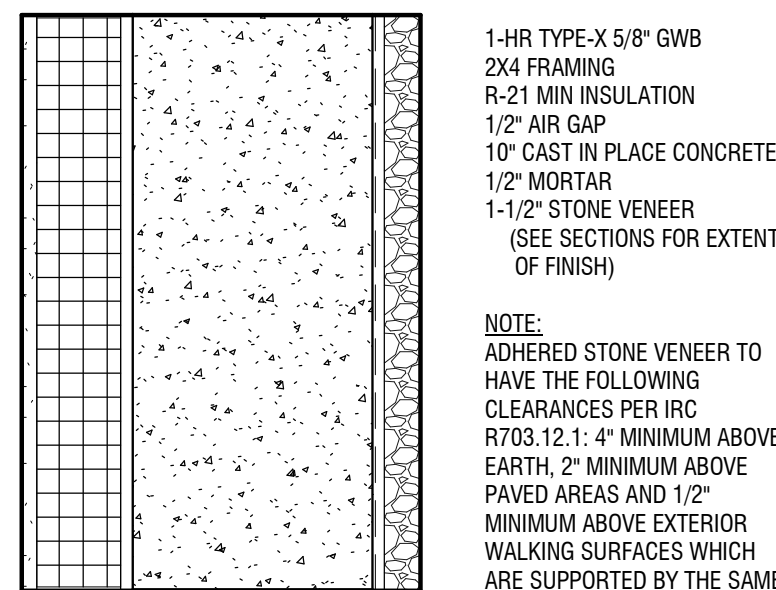 1-HR TYPE-X 5/8" GWB
2X4 FRAMING
R-21 MIN INSULATION
1/2" AIR GAP
10" CAST IN PLACE CONCRETE
1/2" MORTAR
1-1/2" STONE VENEER
(SEE SECTIONS FOR EXTENT
OF FINISH)
NOTE:
ADHERED STONE VENEER TO
HAVE THE FOLLOWING
CLEARANCES PER IRC
R703.12.1: 4" MINIMUM ABOVE
EARTH, 2" MINIMUM ABOVE
PAVED AREAS AND 1/2"
MINIMUM ABOVE EXTERIOR
WALKING SURFACES WHICH
ARE SUPPORTED BY THE SAME